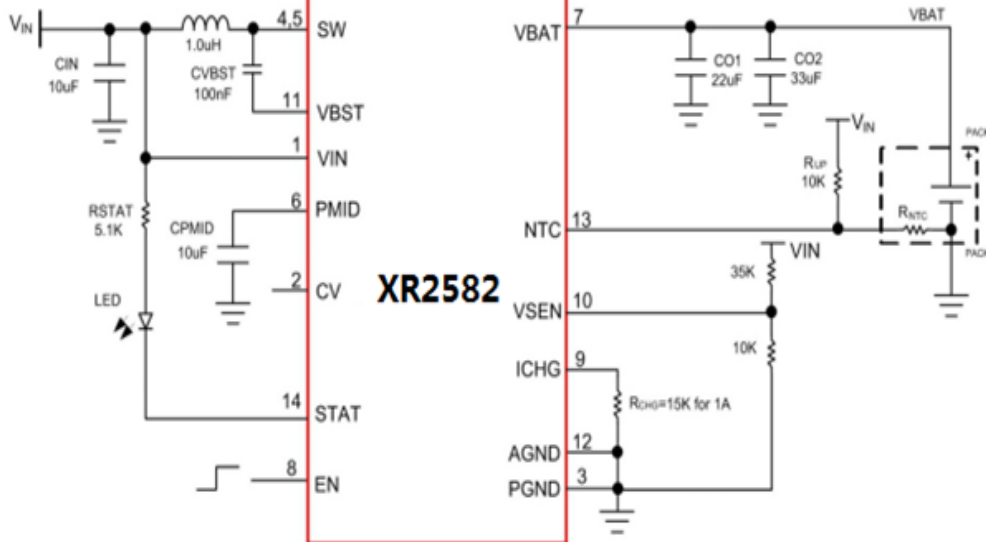 VIN
4,5
SW
1.0uH
CIN
10uF
CVBST
100nF
11
VBST
1
VIN
RSTAT
5.1K
6
PMID
CPMID
10uF
2
CV
LED
14
STAT
8
EN
XR2582
7
VBAT
VBAT
CO1
22uF
CO2
33uF
VIN
RUP
10K
PACK
+
13
NTC
RNTC
PACK
VIN
35K
10
VSEN
10K
9
ICHG
RCHG=15K for 1A
12
AGND
3
PGND